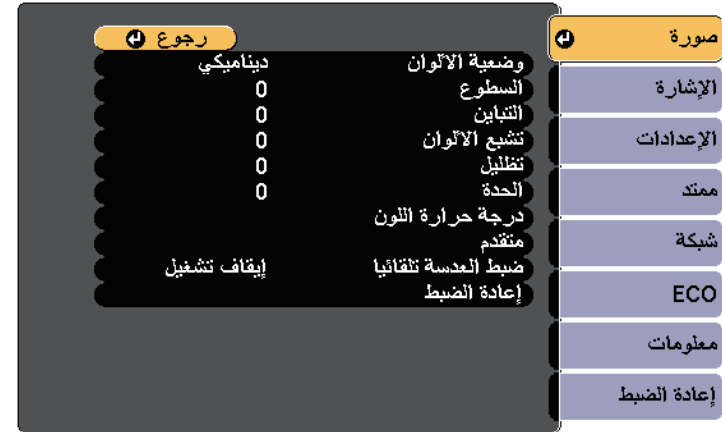 صورة
الإشارة
الإعدادات
ممتد
شبكة
ECO
معلومات
إعادة الضبط
رجوع
وضعية الألوان ديناميكي
السطوع 0
التباين 0
تشبع الألوان 0
تظليل 0
الحدة 0
درجة حرارة اللون
متقدم
ضبط العدسة تلقائيا إيقاف تشغيل
إعادة الضبط